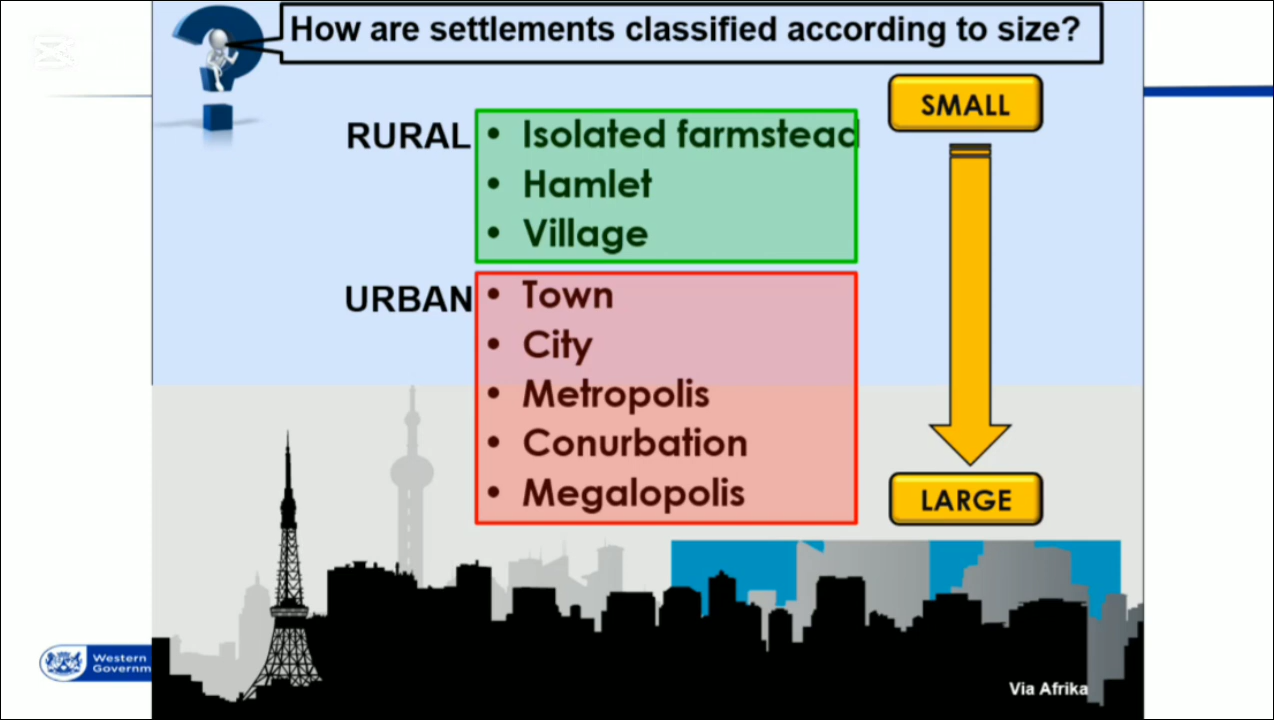 How are settlements classified according to size?
SMALL
RURAL • Isolated farmstead
• Hamlet
• Village
URBAN • Town
• City
• Metropolis
• Conurbation
• Megalopolis
LARGE
Western
Governm
Via Afrika